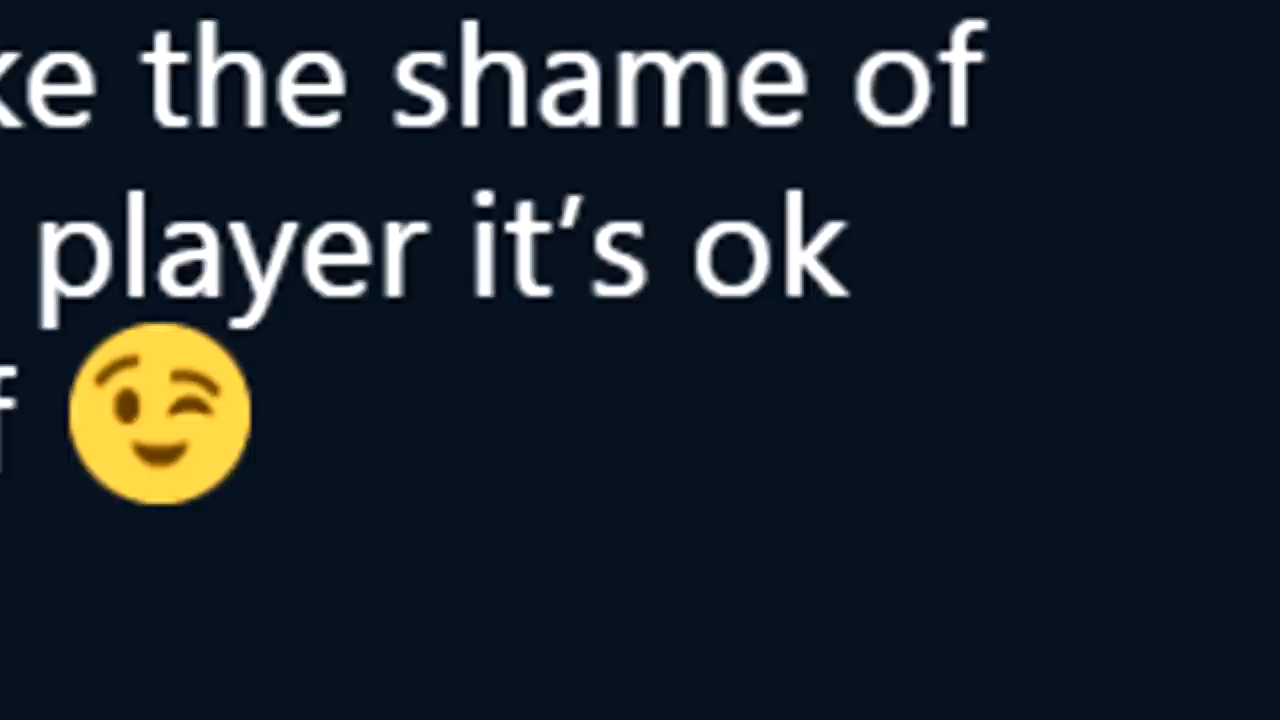 the shame of
player it’s ok
😉